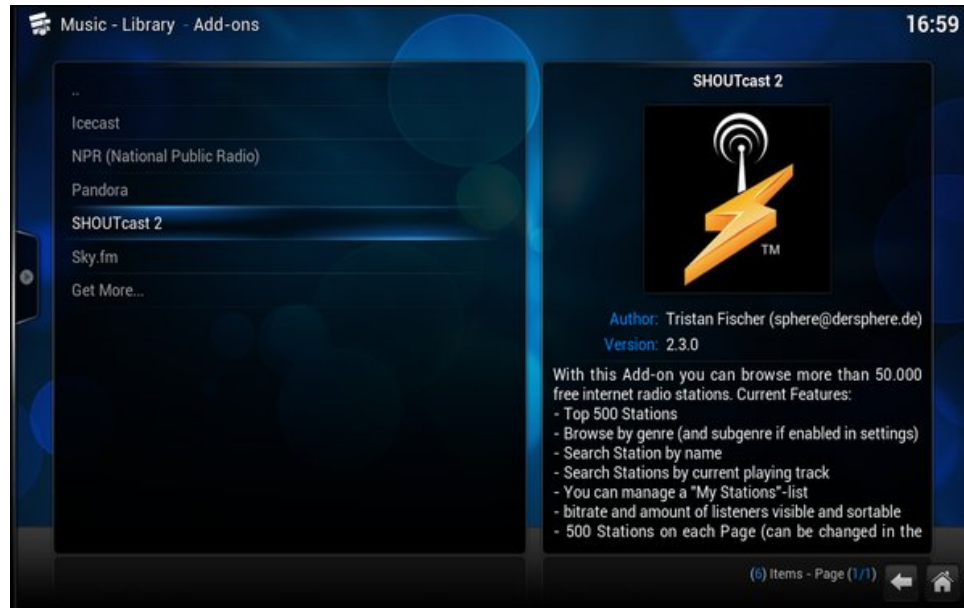 Music - Library - Add-ons
16:59
..
Icecast
NPR (National Public Radio)
Pandora
SHOUTcast 2
Sky.fm
Get More...
SHOUTcast 2
TM
Author: Tristan Fischer (sphere@dersphere.de)
Version: 2.3.0
With this Add-on you can browse more than 50.000
free internet radio stations. Current Features:
- Top 500 Stations
- Browse by genre (and subgenre if enabled in settings)
- Search Station by name
- Search Stations by current playing track
- You can manage a "My Stations"-list
- bitrate and amount of listeners visible and sortable
- 500 Stations on each Page (can be changed in the
(6) Items - Page (1/1)